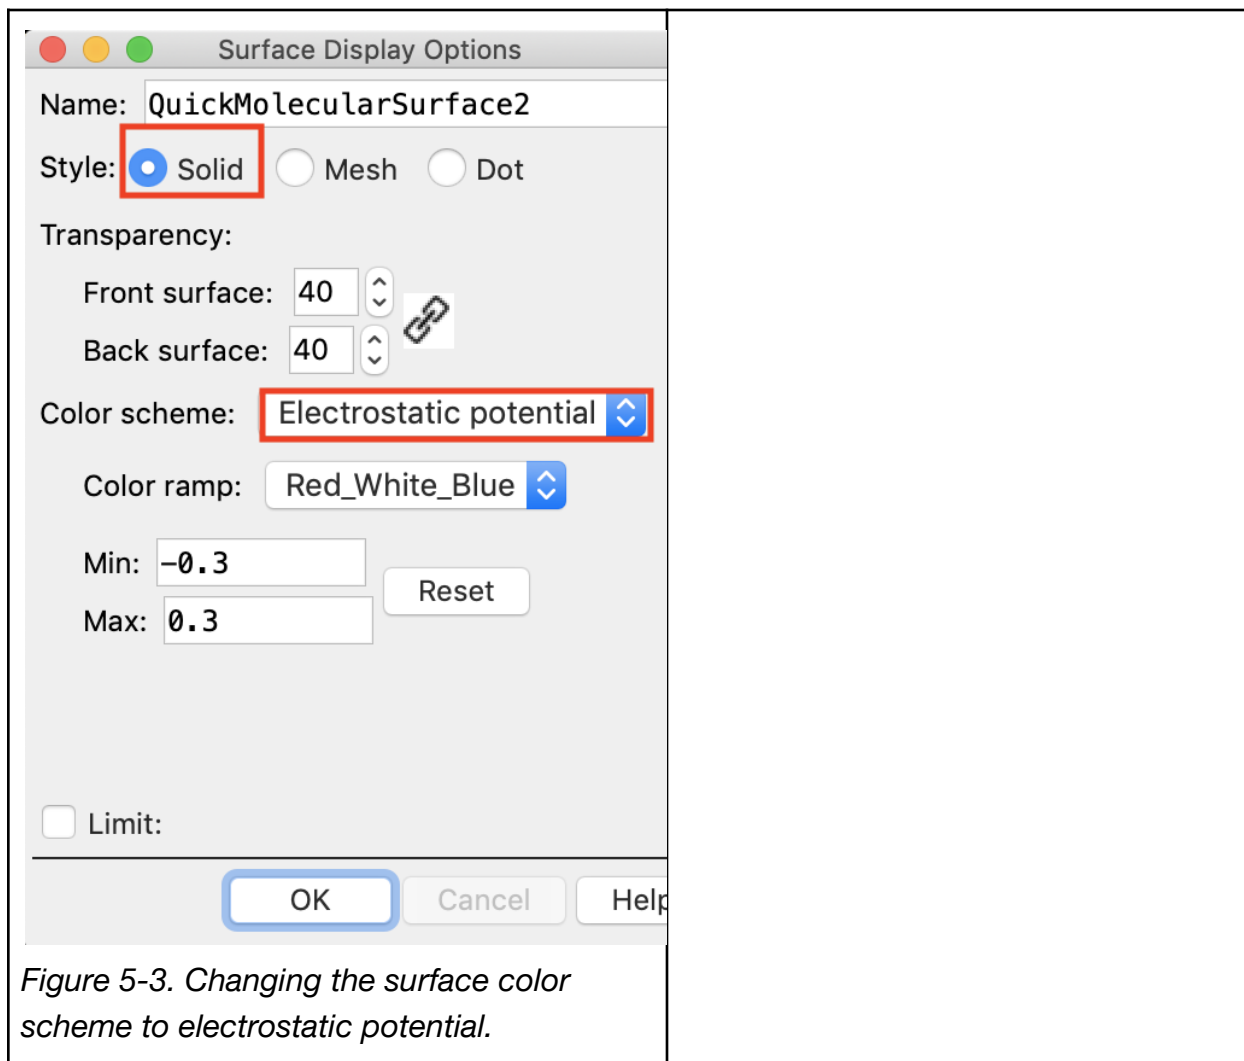 Surface Display Options
Name: QuickMolecularSurface2
Style: Solid Mesh Dot
Transparency:
Front surface: 40
Back surface: 40
Color scheme: Electrostatic potential
Color ramp: Red_White_Blue
Min: -0.3
Reset
Max: 0.3
Limit:
OK Cancel Help
Figure 5-3. Changing the surface color
scheme to electrostatic potential.